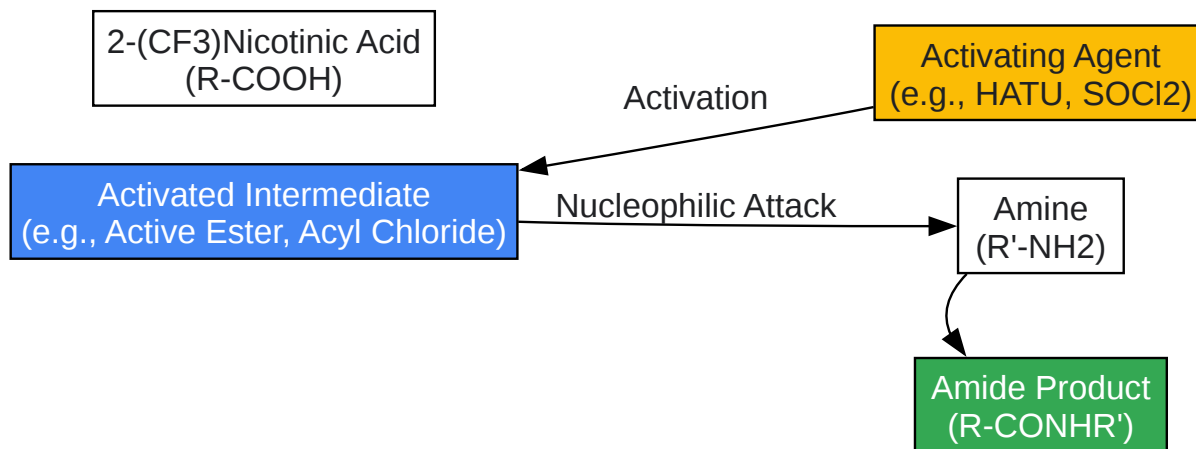 2-(CF3)Nicotinic Acid
(R-COOH)
Activating Agent
(e.g., HATU, SOCl2)
Activation
Activated Intermediate
(e.g., Active Ester, Acyl Chloride)
Nucleophilic Attack
Amine
(R'-NH2)
Amide Product
(R-CONHR')